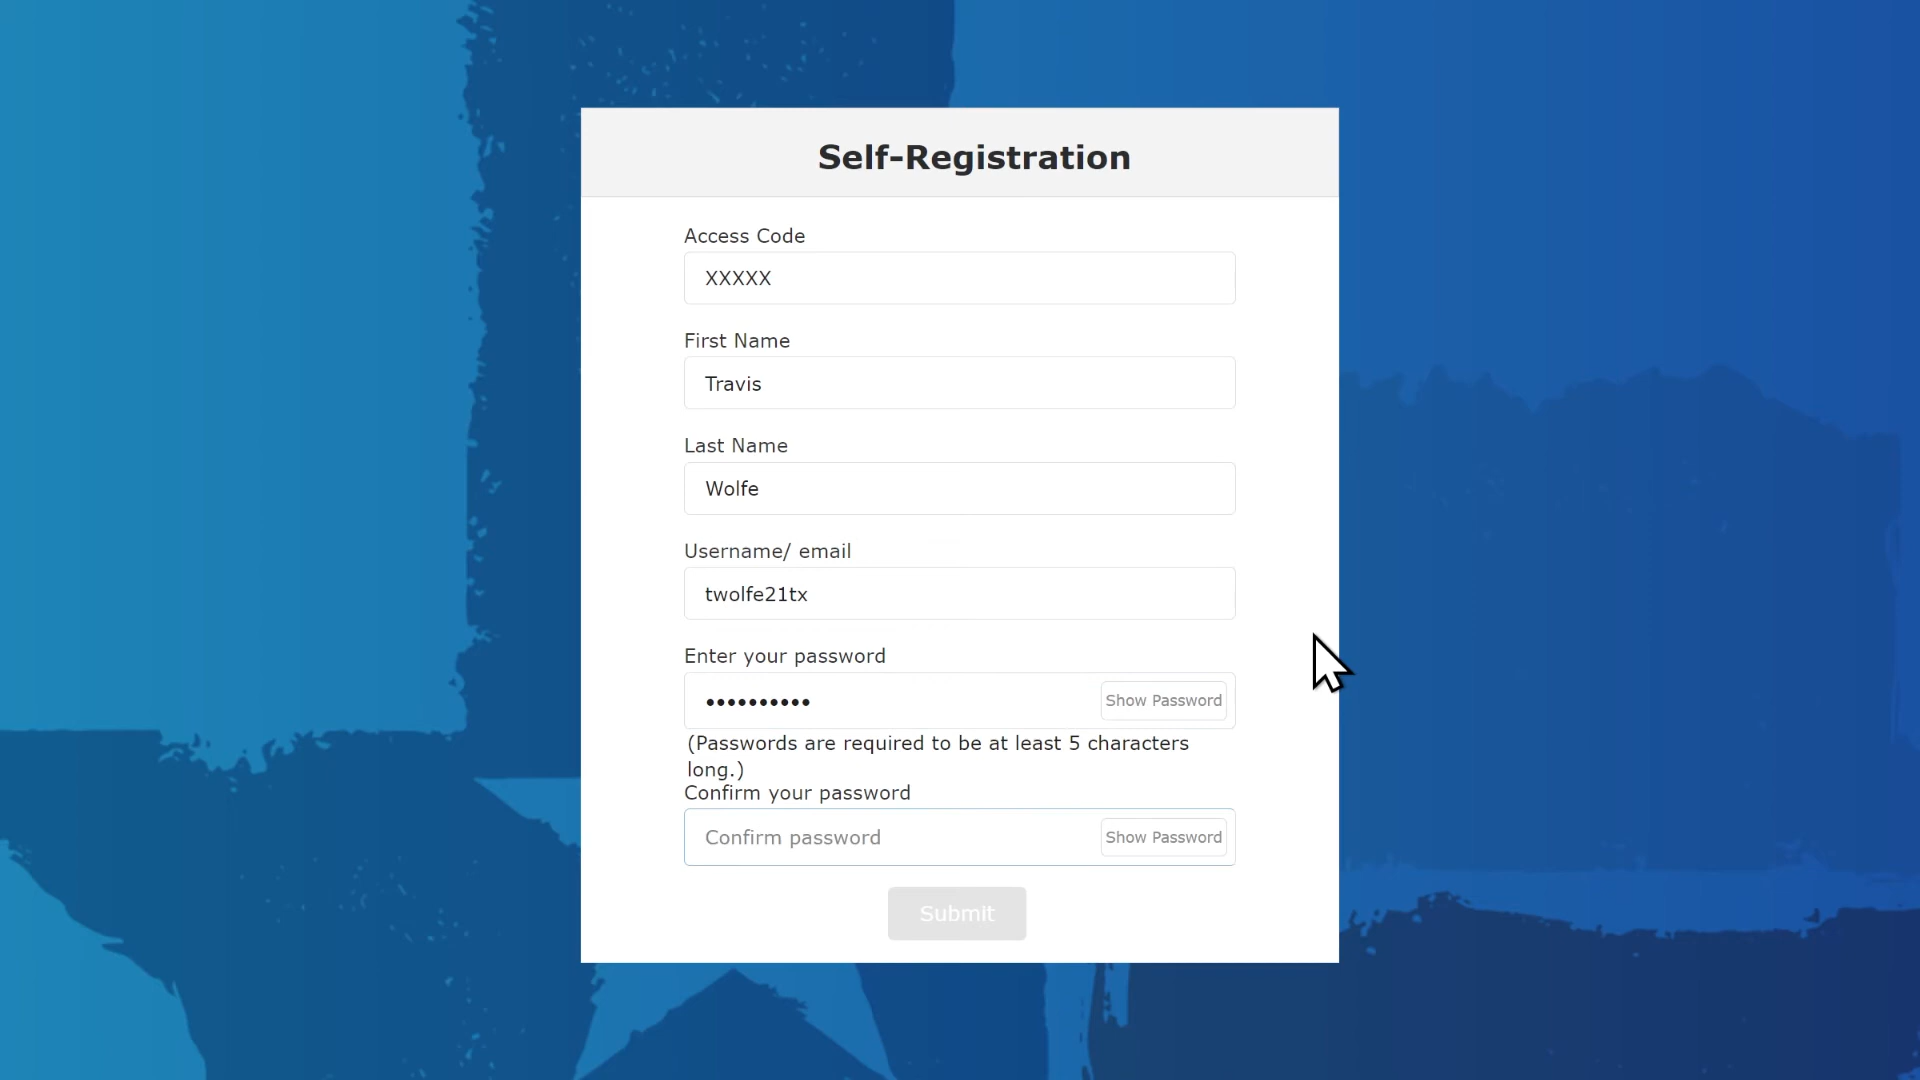 Self-Registration
Access Code
XXXXX
First Name
Travis
Last Name
Wolfe
Username/ email
twolfe21tx
Enter your password
•••••••••• Show Password
(Passwords are required to be at least 5 characters
long.)
Confirm your password
Confirm password Show Password
Submit